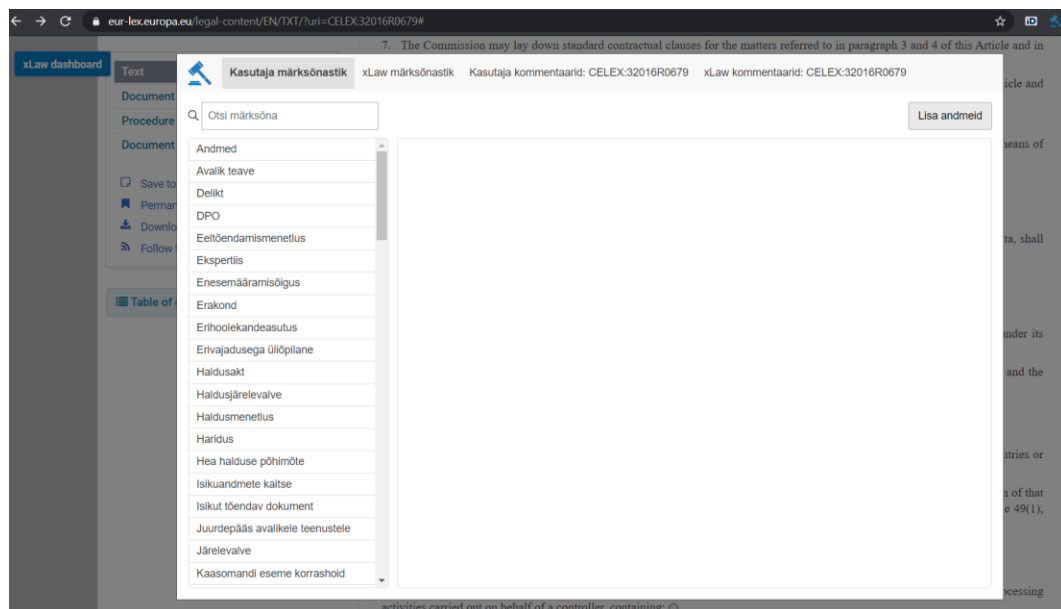 eur-lex.europa.eu/legal-content/EN/TXT/?uri=CELEX:32016R0679#
7. The Commission may lay down standard contractual clauses for the matters referred to in paragraph 3 and 4 of this Article and in
xLaw dashboard
Text
Document
Procedure
Document
Save to
Follow
Table of
Kasutaja märksõnastik xLaw märksõnastik Kasutaja kommentaarid: CELEX:32016R0679 xLaw kommentaarid: CELEX:32016R0679
Otsi märksõna
Lisa andmeid
Andmed
Avalik teave
Delikt
DPO
Eeltõendamismenetlus
Ekspertiis
Enesemääramisõigus
Erakond
Erihoolekandeasutus
Erivajadusega üliõpilane
Haldusakt
Haldusjärelevalve
Haldusmenetlus
Haridus
Hea halduse põhimõte
Isikuandmete kaitse
Isikut tõendav dokument
Juurdepääs avalikele teenustele
Järelevalve
Kaasomandi eseme korrashoid
icle and
means of
ta, shall
under its
and the
ntries or
n of that
e 49(1),
activities carried out on behalf of a controller, containing: